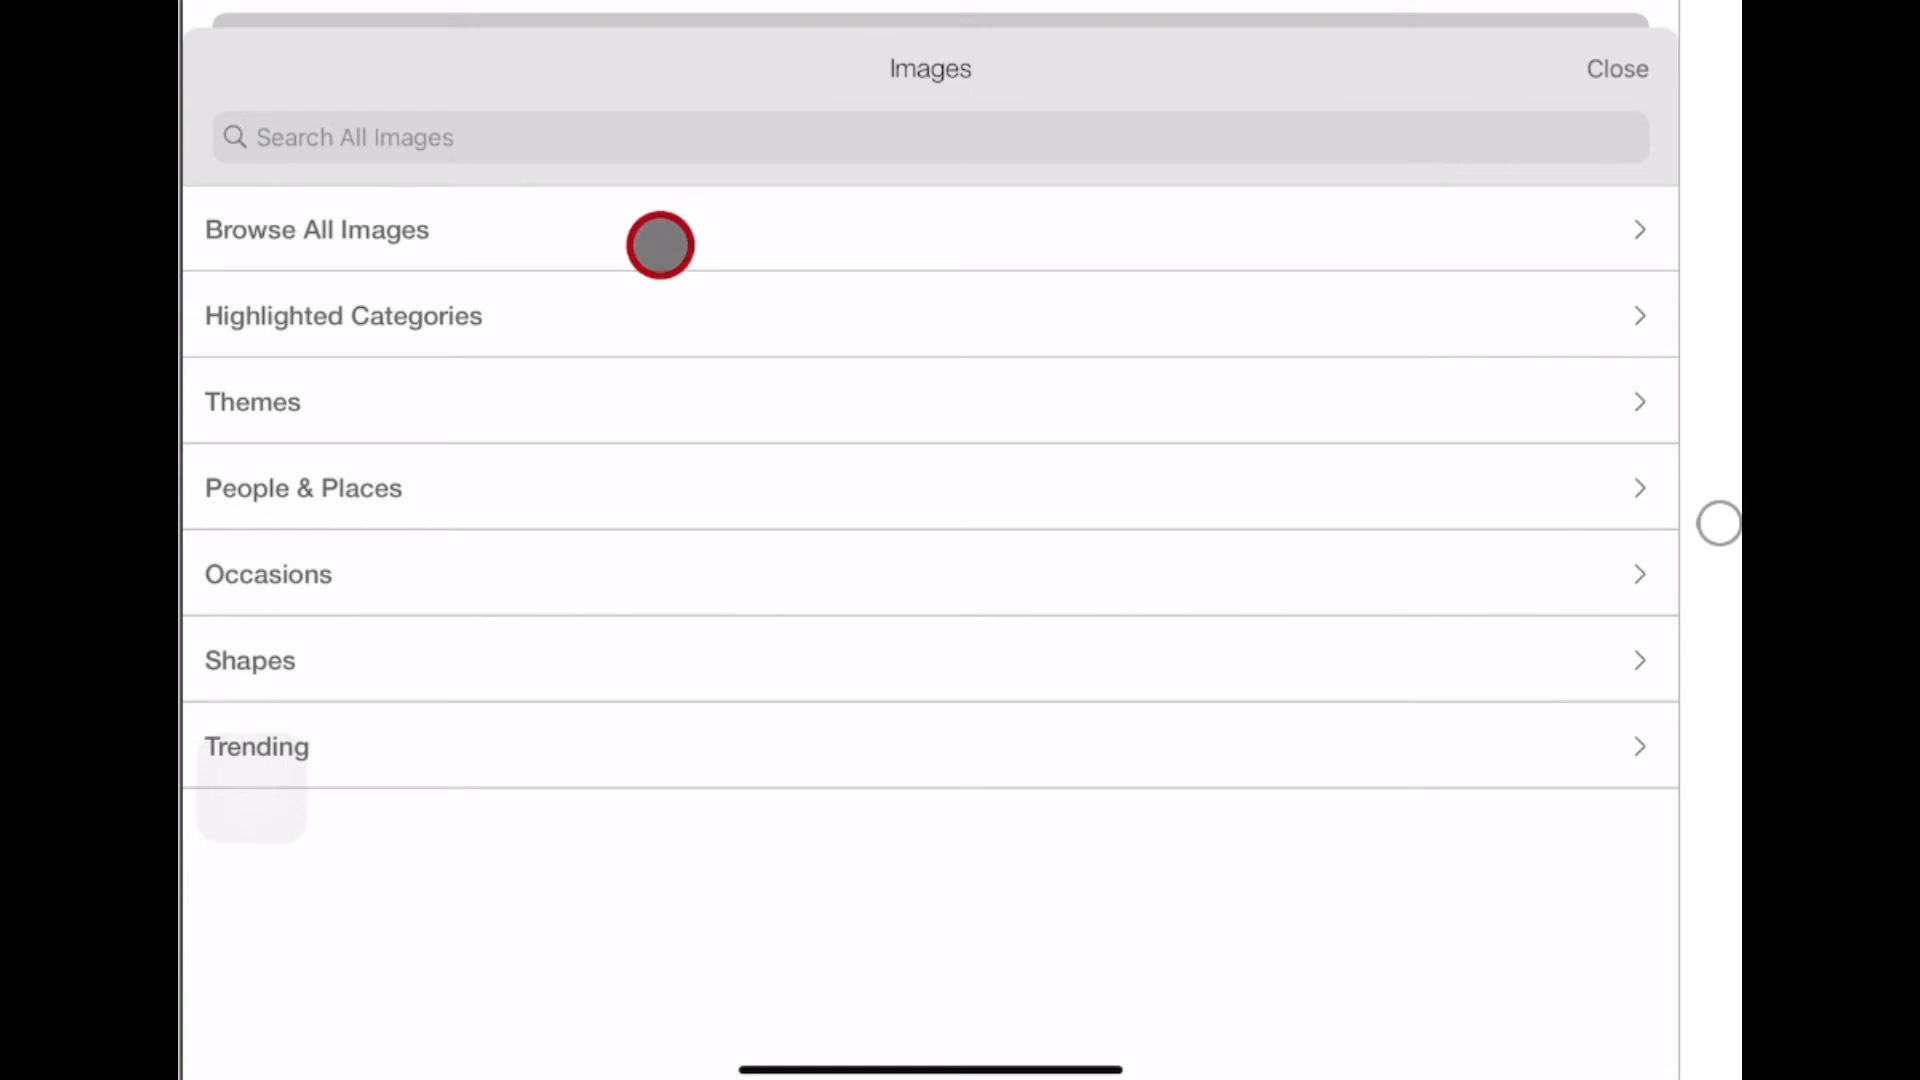 Images
Close
Search All Images
Browse All Images
Highlighted Categories
Themes
People & Places
Occasions
Shapes
Trending